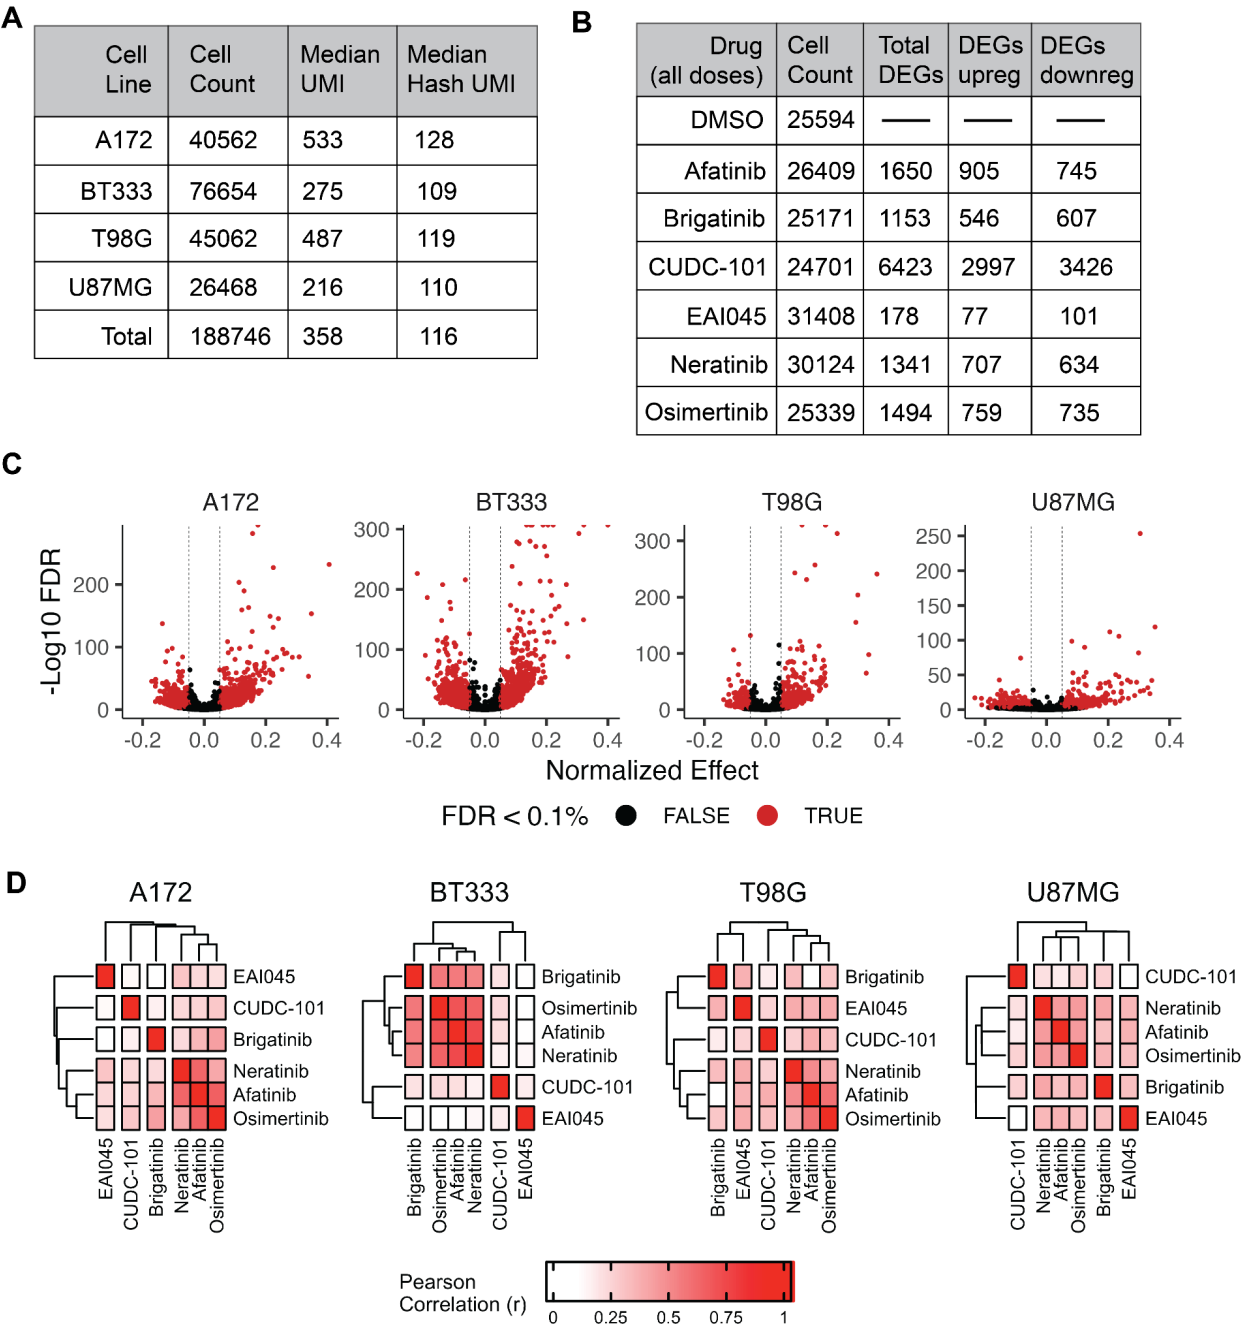 A
Cell Line Cell Count Median UMI Median Hash UMI
A172 40562 533 128
BT333 76654 275 109
T98G 45062 487 119
U87MG 26468 216 110
Total 188746 358 116
B
Drug (all doses) Cell Count Total DEGs DEGs upreg DEGs downreg
DMSO 25594 — — —
Afatinib 26409 1650 905 745
Brigatinib 25171 1153 546 607
CUDC-101 24701 6423 2997 3426
EAI045 31408 178 77 101
Neratinib 30124 1341 707 634
Osimertinib 25339 1494 759 735
C
A172 BT333 T98G U87MG
-Log10 FDR
200
100
0
-0.2 0.0 0.2 0.4
300
200
100
0
-0.2 0.0 0.2 0.4
300
200
100
0
-0.2 0.0 0.2 0.4
250
200
150
100
50
0
-0.2 0.0 0.2 0.4
Normalized Effect
FDR < 0.1% FALSE TRUE
D
A172
EAI045
CUDC-101
Brigatinib
Neratinib
Afatinib
Osimertinib
EAI045
CUDC-101
Brigatinib
Neratinib
Afatinib
Osimertinib
BT333
Brigatinib
Osimertinib
Afatinib
Neratinib
CUDC-101
EAI045
Brigatinib
Osimertinib
Afatinib
Neratinib
CUDC-101
EAI045
T98G
Brigatinib
EAI045
CUDC-101
Neratinib
Afatinib
Osimertinib
Brigatinib
EAI045
CUDC-101
Neratinib
Afatinib
Osimertinib
U87MG
CUDC-101
Neratinib
Afatinib
Osimertinib
Brigatinib
EAI045
CUDC-101
Neratinib
Afatinib
Osimertinib
Brigatinib
EAI045
Pearson
Correlation (r)
0 0.25 0.5 0.75 1